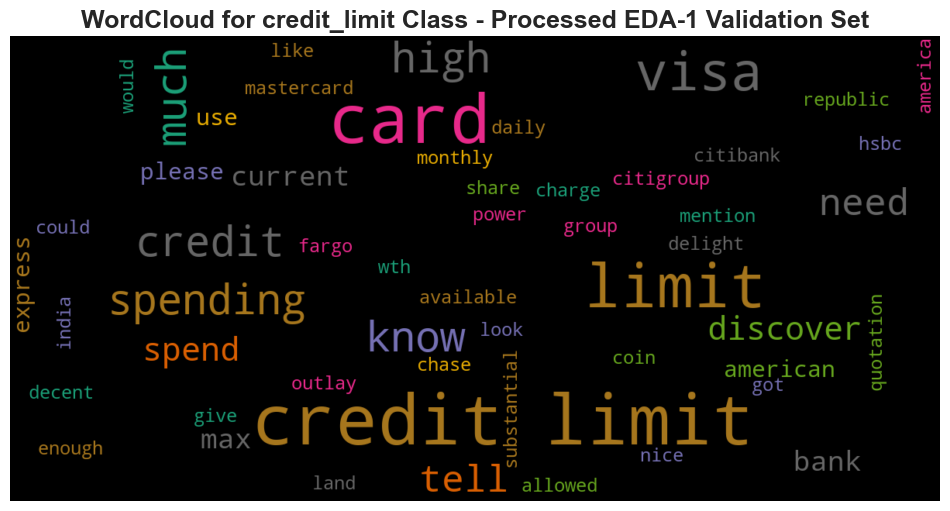 WordCloud for credit_limit Class - Processed EDA-1 Validation Set
like
high
visa
america
would
much
mastercard
use
card
daily
republic
hsbc
monthly
citibank
please
current
share
charge
citigroup
need
power
group
mention
could
credit
fargo
delight
express
wth
limit
india
spending
available
quotation
know
look
discover
spend
chase
coin
american
got
decent
outlay
substantial
give
credit limit
max
enough
nice
bank
tell
land
allowed